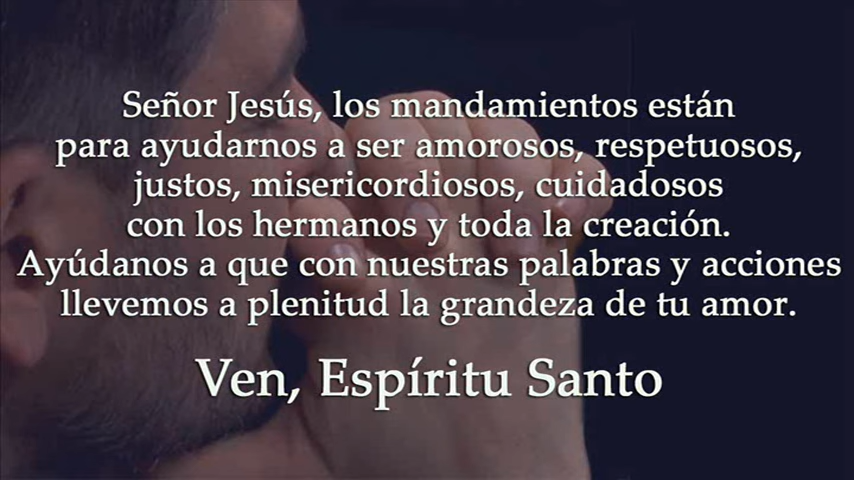 Señor Jesús, los mandamientos están
para ayudarnos a ser amorosos, respetuosos,
justos, misericordiosos, cuidadosos
con los hermanos y toda la creación.
Ayúdanos a que con nuestras palabras y acciones
llevemos a plenitud la grandeza de tu amor.
Ven, Espíritu Santo